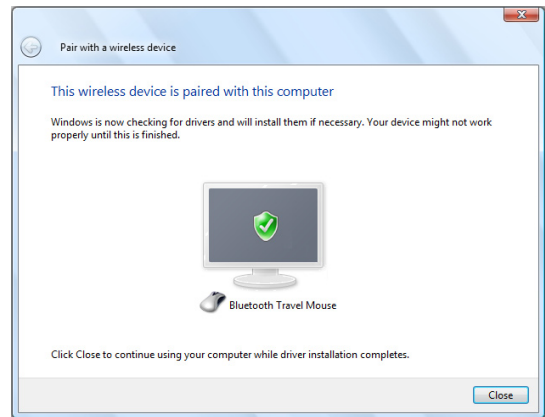 Pair with a wireless device
This wireless device is paired with this computer
Windows is now checking for drivers and will install them if necessary. Your device might not work
properly until this is finished.
Bluetooth Travel Mouse
Click Close to continue using your computer while driver installation completes.
Close